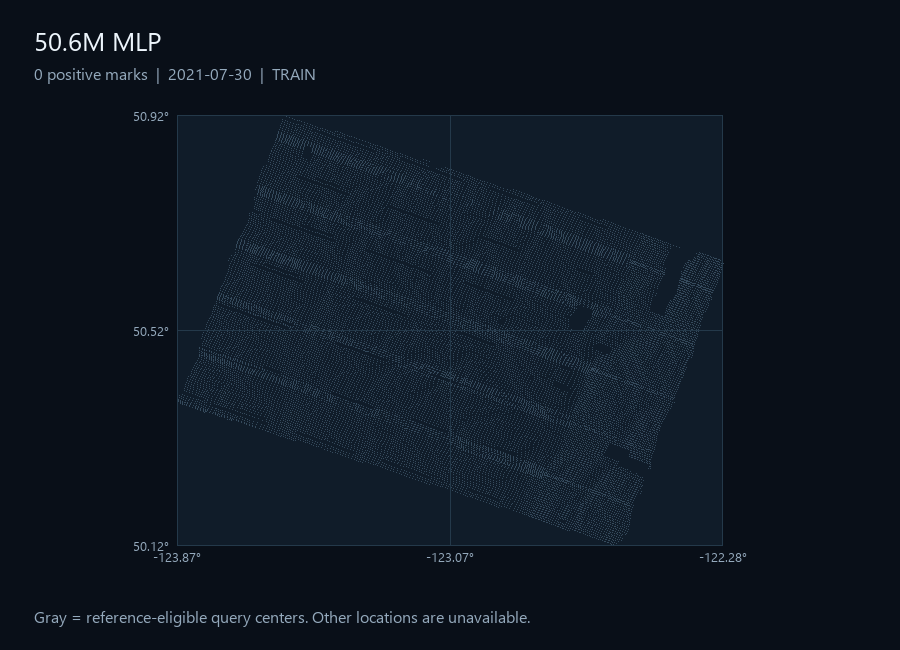 50.6M MLP
0 positive marks | 2021-07-30 | TRAIN
50.92°
50.52°
50.12°
-123.87°
-123.07°
-122.28°
Gray = reference-eligible query centers. Other locations are unavailable.